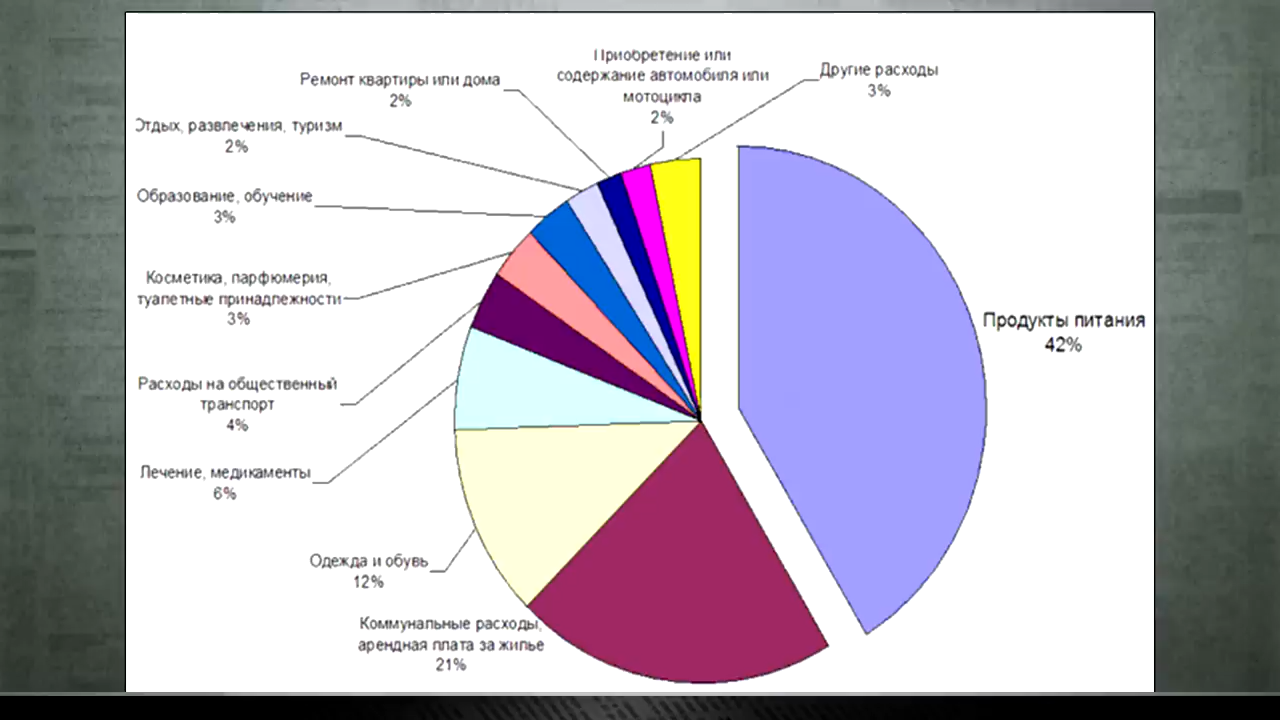 Приобретение или
содержание автомобиля или
мотоцикла
2%
Другие расходы
3%
Ремонт квартиры или дома
2%
Отдых, развлечения, туризм
2%
Образование, обучение
3%
Косметика, парфюмерия,
туалетные принадлежности
3%
Расходы на общественный
транспорт
4%
Лечение, медикаменты
6%
Одежда и обувь
12%
Коммунальные расходы,
арендная плата за жилье
21%
Продукты питания
42%